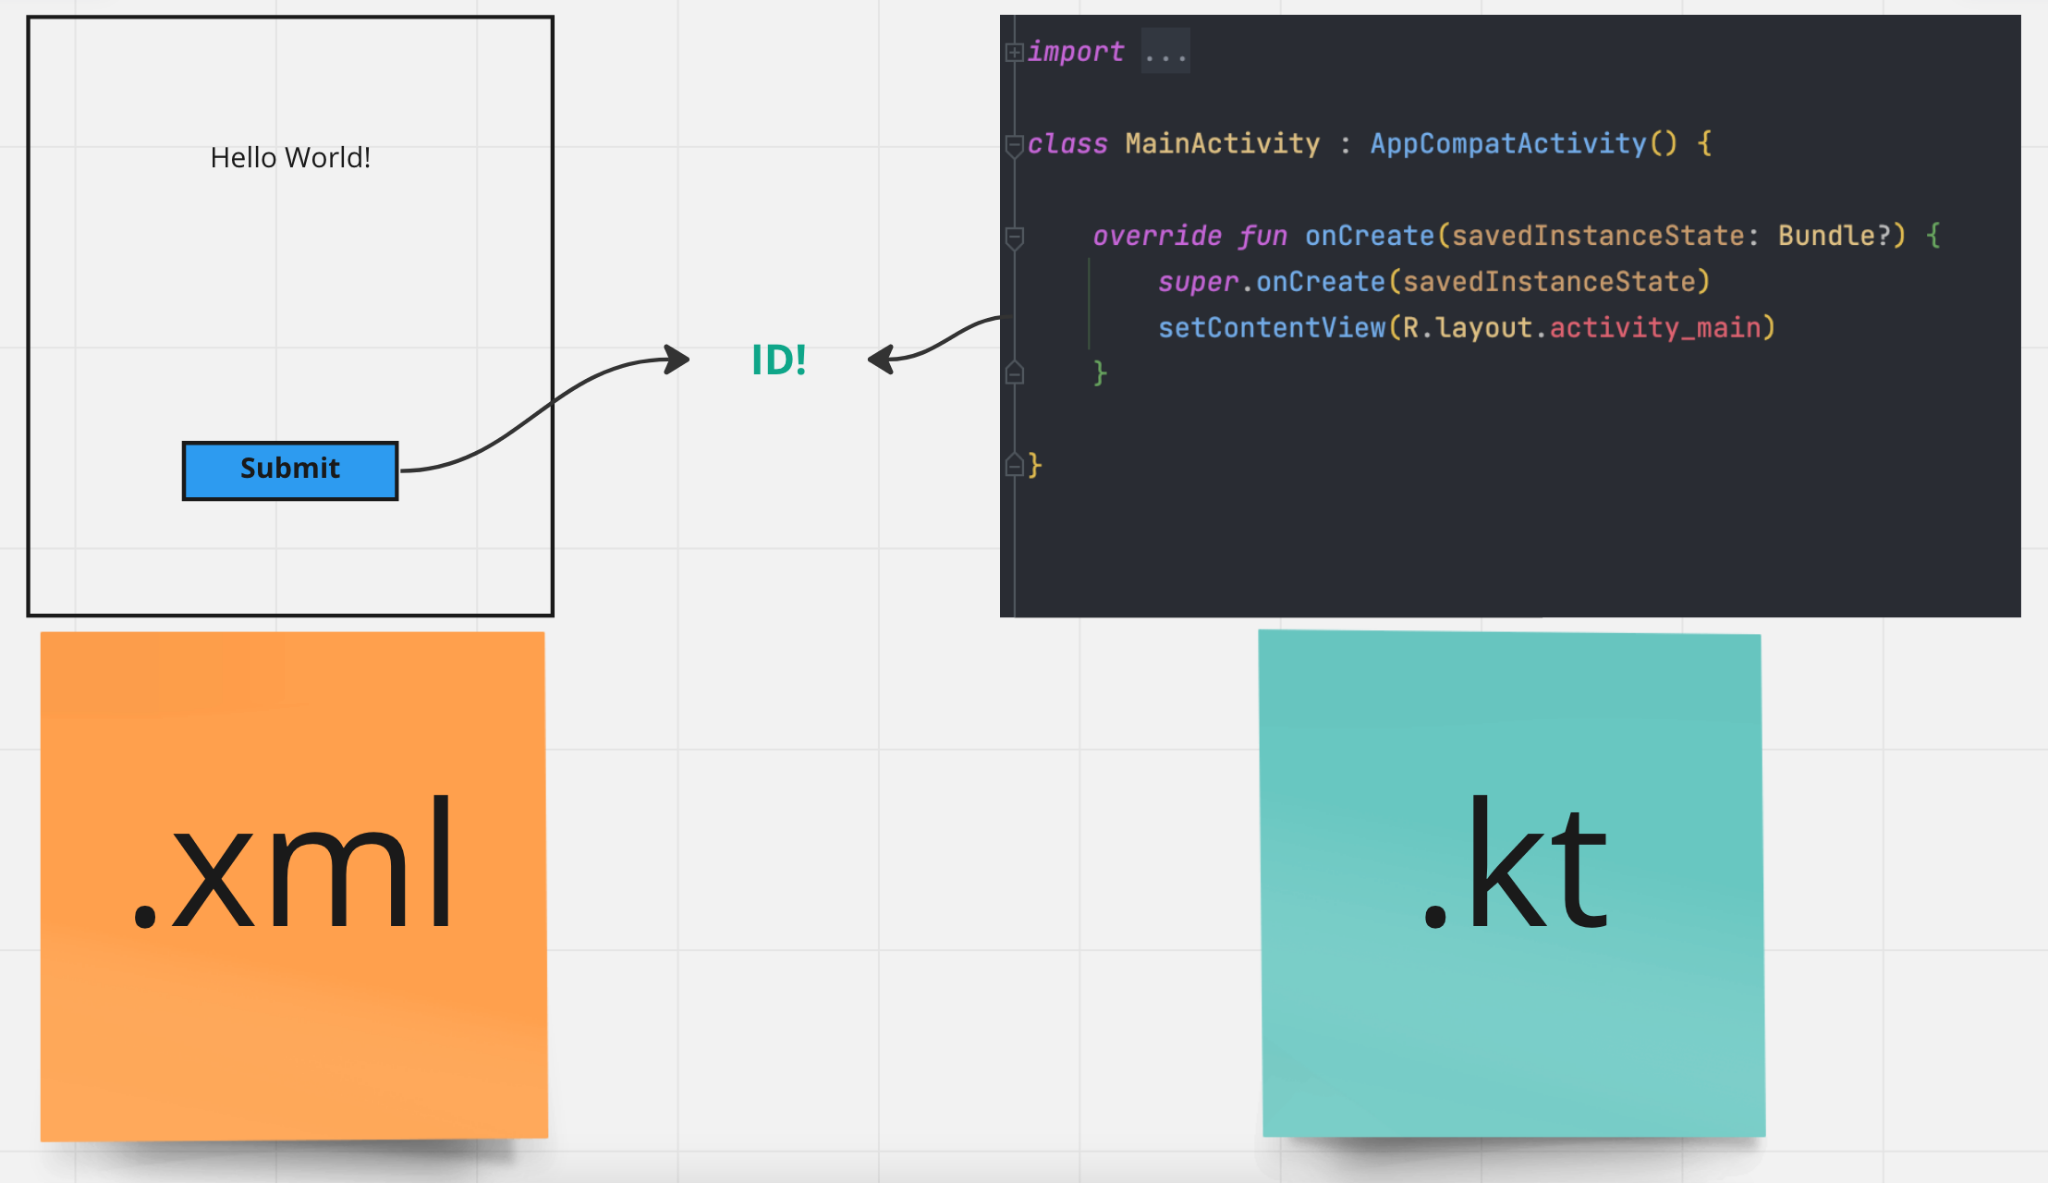 Hello World!
Submit
ID!
import ...
class MainActivity : AppCompatActivity() {
override fun onCreate(savedInstanceState: Bundle?) {
super.onCreate(savedInstanceState)
setContentView(R.layout.activity_main)
}
}
.xml
.kt